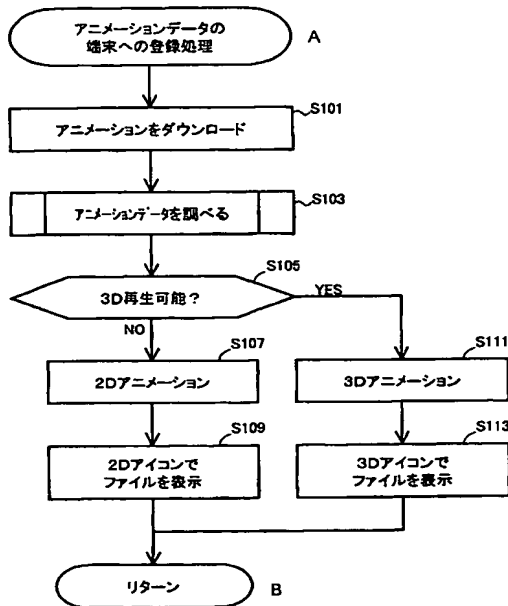 アニメーションデータの
端末への登録処理
A
S101
アニメーションをダウンロード
S103
アニメーションデータを調べる
S105
3D再生可能?
YES
NO
S107
2Dアニメーション
S111
3Dアニメーション
S109
2Dアイコンで
ファイルを表示
S113
3Dアイコンで
ファイルを表示
リターン
B